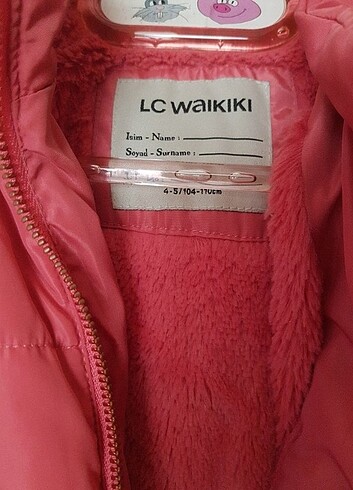 LC WAIKIKI
İsim - Name :
Soyad - Surname :
4-5/104-110cm